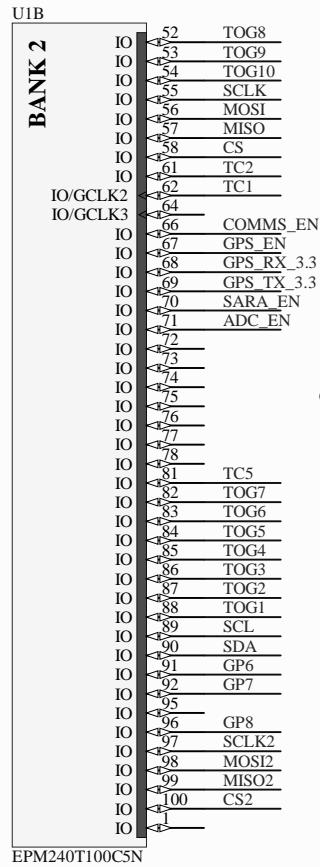 U1B
BANK 2
IO 52 TOG8
IO 53 TOG9
IO 54 TOG10
IO 55 SCLK
IO 56 MOSI
IO 57 MISO
IO 58 CS
IO 61 TC2
IO/GCLK2 62 TC1
IO/GCLK3 64
IO 66 COMMS_EN
IO 67 GPS_EN
IO 68 GPS_RX_3.3
IO 69 GPS_TX_3.3
IO 70 SARA_EN
IO 71 ADC_EN
IO 72
IO 73
IO 74
IO 75
IO 76
IO 77
IO 78
IO 81 TC5
IO 82 TOG7
IO 83 TOG6
IO 84 TOG5
IO 85 TOG4
IO 86 TOG3
IO 87 TOG2
IO 88 TOG1
IO 89 SCL
IO 90 SDA
IO 91 GP6
IO 92 GP7
IO 95
IO 96 GP8
IO 97 SCLK2
IO 98 MOSI2
IO 99 MISO2
IO 100 CS2
IO 1
EPM240T100C5N